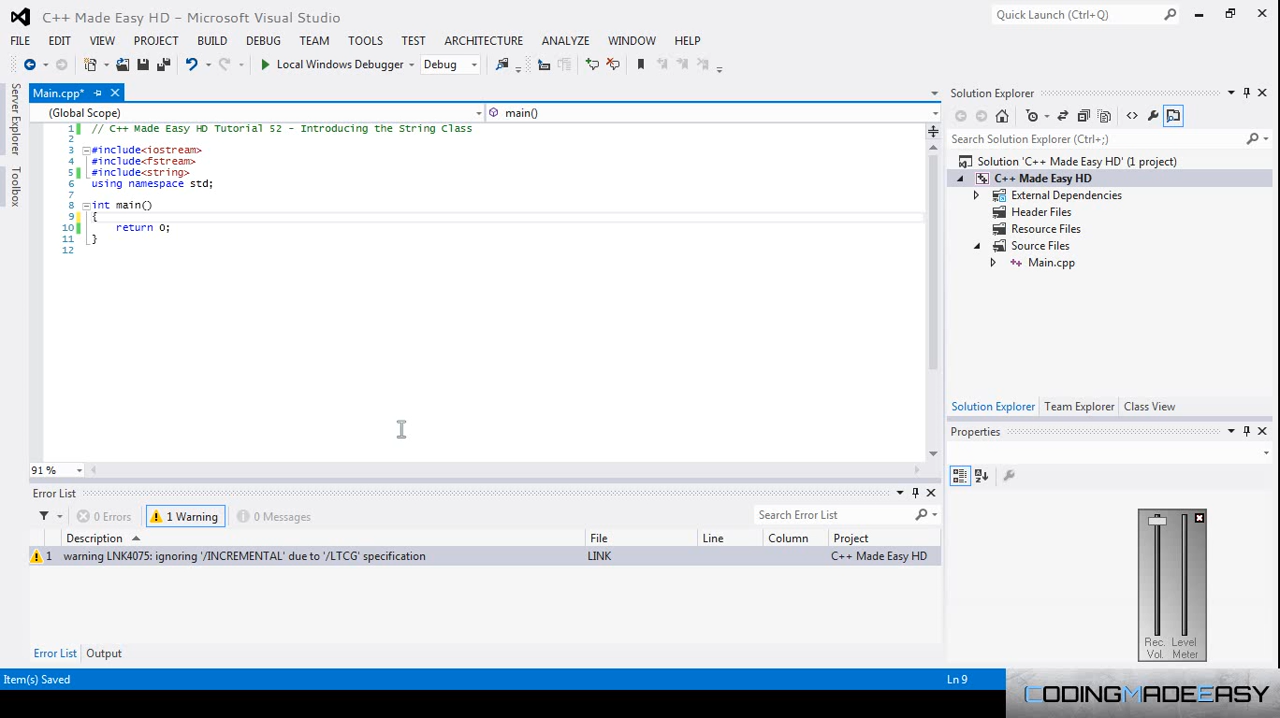 C++ Made Easy HD - Microsoft Visual Studio
Quick Launch (Ctrl+Q)
FILE EDIT VIEW PROJECT BUILD DEBUG TEAM TOOLS TEST ARCHITECTURE ANALYZE WINDOW HELP
Local Windows Debugger Debug
Server Explorer
Toolbox
Main.cpp*
(Global Scope) main()
1 // C++ Made Easy HD Tutorial 52 - Introducing the String Class
2
3 #include<iostream>
4 #include<fstream>
5 #include<string>
6 using namespace std;
7
8 int main()
9 {
10 return 0;
11 }
12
91 %
Solution Explorer
Search Solution Explorer (Ctrl+;)
Solution 'C++ Made Easy HD' (1 project)
C++ Made Easy HD
External Dependencies
Header Files
Resource Files
Source Files
Main.cpp
Solution Explorer Team Explorer Class View
Properties
Error List
0 Errors 1 Warning 0 Messages Search Error List
Description File Line Column Project
1 warning LNK4075: ignoring '/INCREMENTAL' due to '/LTCG' specification LINK C++ Made Easy HD
Error List Output
Rec. Vol. Level Meter
Item(s) Saved Ln 9
CODINGMADEEASY